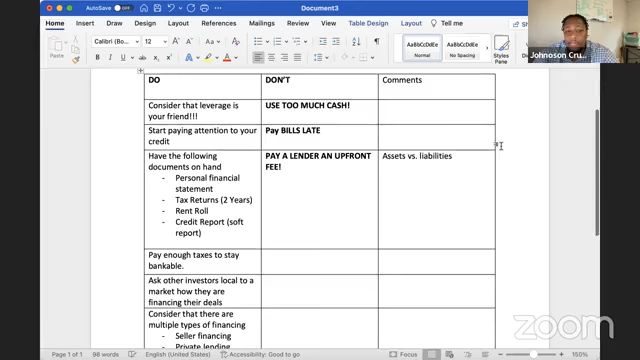 AutoSave OFF
Document3
Home Insert Draw Design Layout References Mailings Review Table Design Layout Tell me
Share
Paste
Calibri (Bo... 12
AaBbCcDdEe
Normal
AaBbCcDdEe
No Spacing
Styles Pane
Johnoson Cru...
DO DON'T Comments
Consider that leverage is USE TOO MUCH CASH!
your friend!!!
Start paying attention to your Pay BILLS LATE
credit
Have the following PAY A LENDER AN UPFRONT Assets vs. liabilities
documents on hand FEE!
- Personal financial
statement
- Tax Returns (2 Years)
- Rent Roll
- Credit Report (soft
report)
Pay enough taxes to stay
bankable.
Ask other investors local to a
market how they are
financing their deals
Consider that there are
multiple types of financing
- Seller financing
- Private lending
zoom
Page 1 of 1 98 words English (United States) Accessibility: Good to go Focus 150%